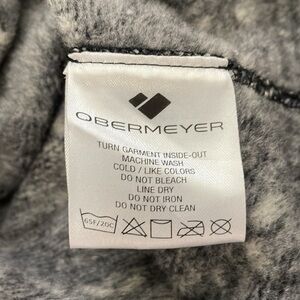 OBERMEYER
TURN GARMENT INSIDE-OUT
MACHINE WASH
COLD / LIKE COLORS
DO NOT BLEACH
LINE DRY
DO NOT IRON
DO NOT DRY CLEAN
65F/20C